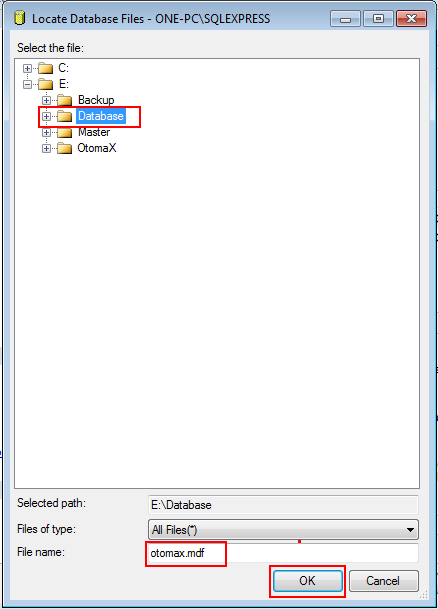 Locate Database Files - ONE-PC\SQLEXPRESS
Select the file:
C:
E:
Backup
Database
Master
OtomaX
Selected path: E:\Database
Files of type: All Files(*)
File name: otomax.mdf
OK Cancel